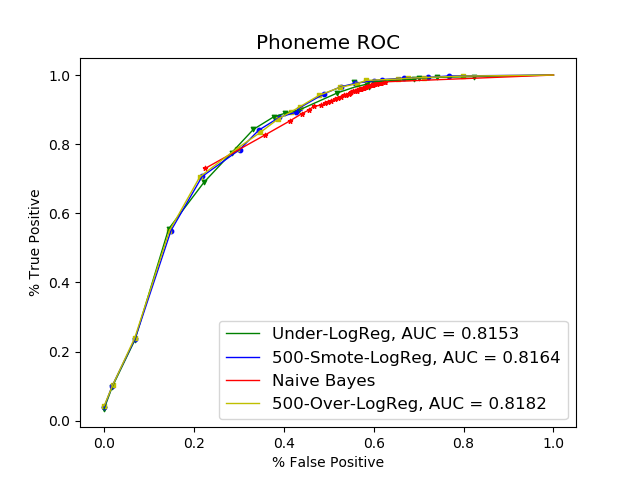 Phoneme ROC
% True Positive
1.0
0.8
0.6
0.4
0.2
0.0
Under-LogReg, AUC = 0.8153
500-Smote-LogReg, AUC = 0.8164
Naive Bayes
500-Over-LogReg, AUC = 0.8182
0.0 0.2 0.4 0.6 0.8 1.0
% False Positive